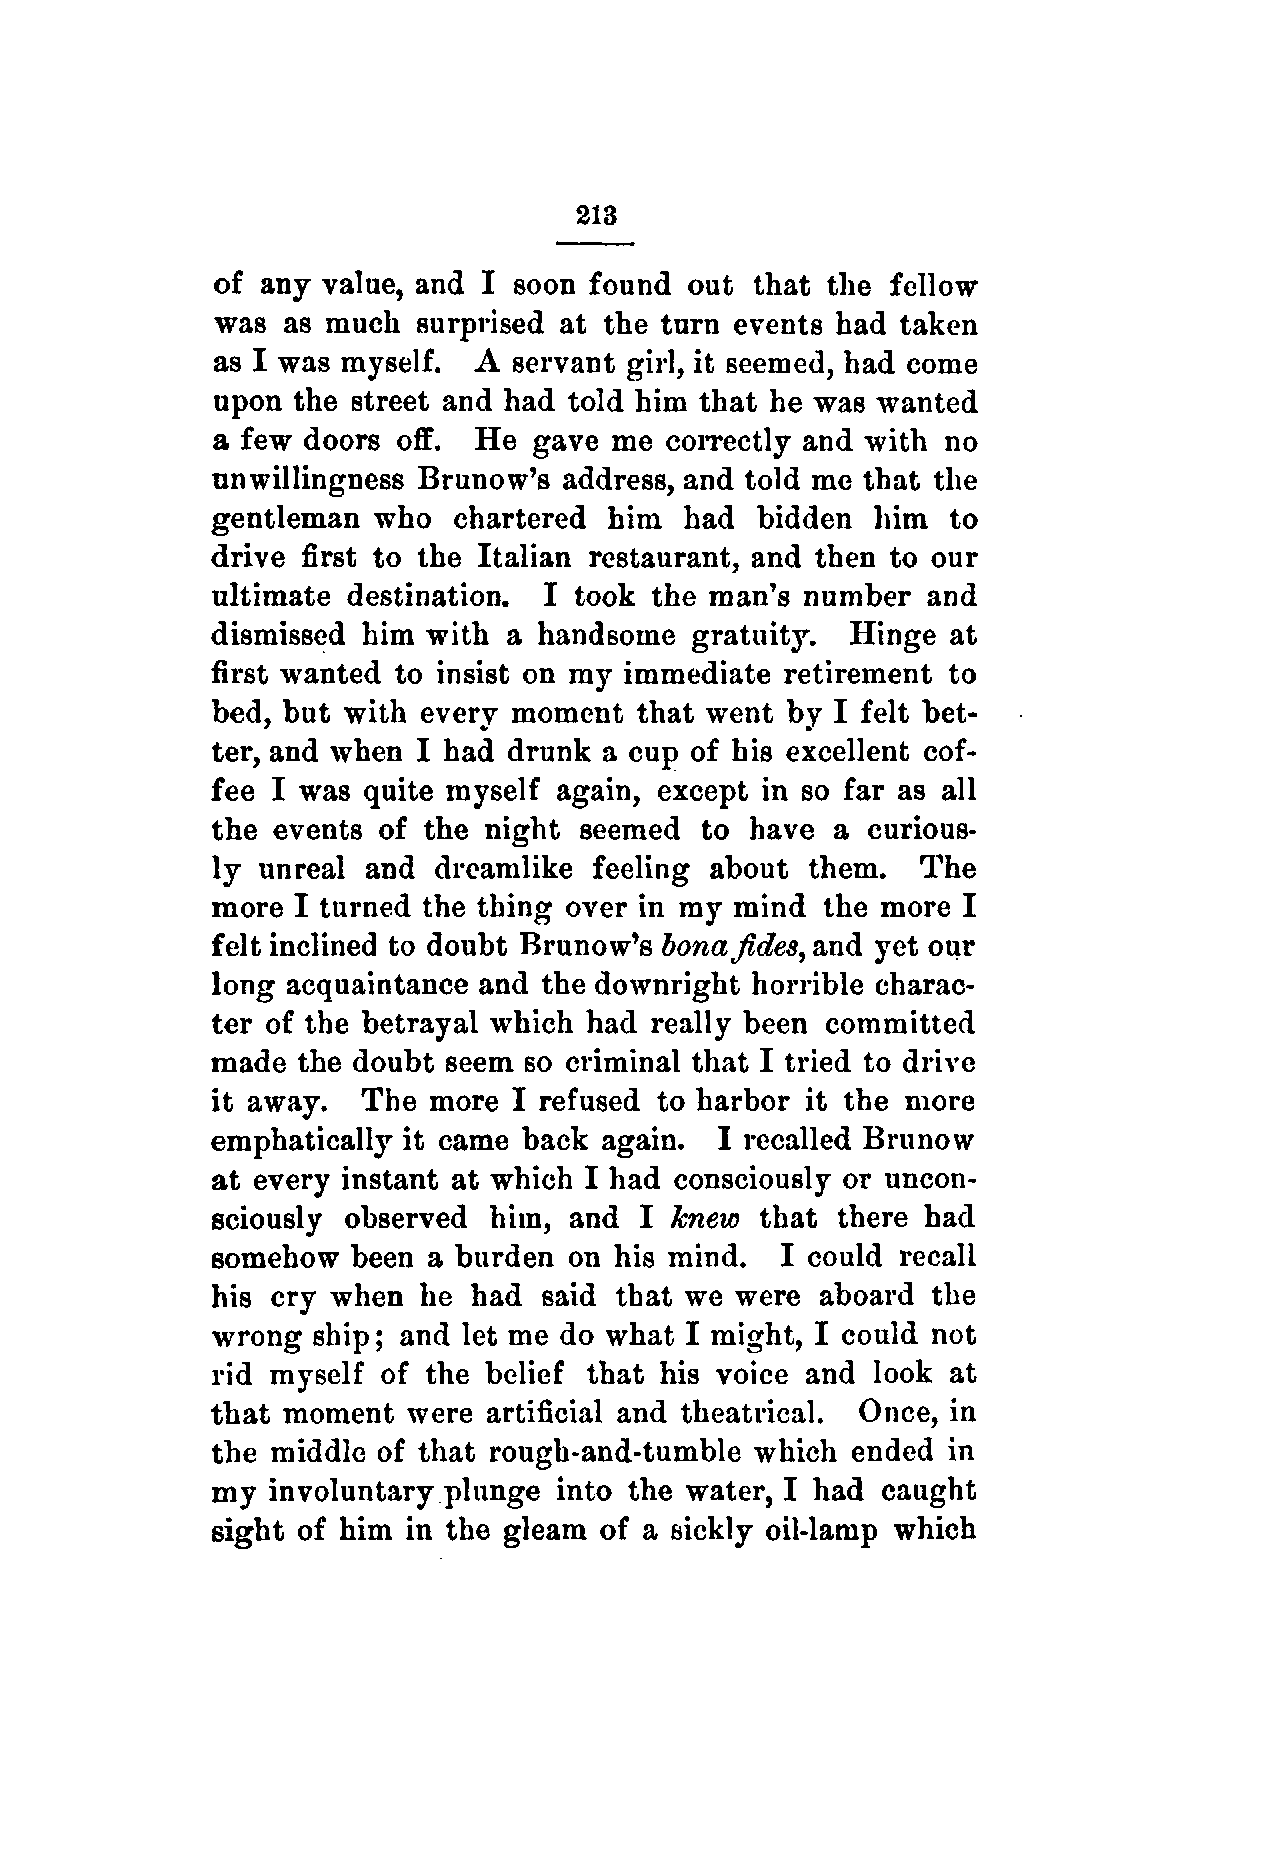 213
of any value, and I soon found out that the fellow
was as much surprised at the turn events had taken
as I was myself. A servant girl, it seemed, had come
upon the street and had told him that he was wanted
a few doors off. He gave me correctly and with no
unwillingness Brunow's address, and told me that the
gentleman who chartered him had bidden him to
drive first to the Italian restaurant, and then to our
ultimate destination. I took the man's number and
dismissed him with a handsome gratuity. Hinge at
first wanted to insist on my immediate retirement to
bed, but with every moment that went by I felt bet-
ter, and when I had drunk a cup of his excellent cof-
fee I was quite myself again, except in so far as all
the events of the night seemed to have a curious-
ly unreal and dreamlike feeling about them. The
more I turned the thing over in my mind the more I
felt inclined to doubt Brunow's bona fides, and yet our
long acquaintance and the downright horrible charac-
ter of the betrayal which had really been committed
made the doubt seem so criminal that I tried to drive
it away. The more I refused to harbor it the more
emphatically it came back again. I recalled Brunow
at every instant at which I had consciously or uncon-
sciously observed him, and I knew that there had
somehow been a burden on his mind. I could recall
his cry when he had said that we were aboard the
wrong ship; and let me do what I might, I could not
rid myself of the belief that his voice and look at
that moment were artificial and theatrical. Once, in
the middle of that rough-and-tumble which ended in
my involuntary plunge into the water, I had caught
sight of him in the gleam of a sickly oil-lamp which